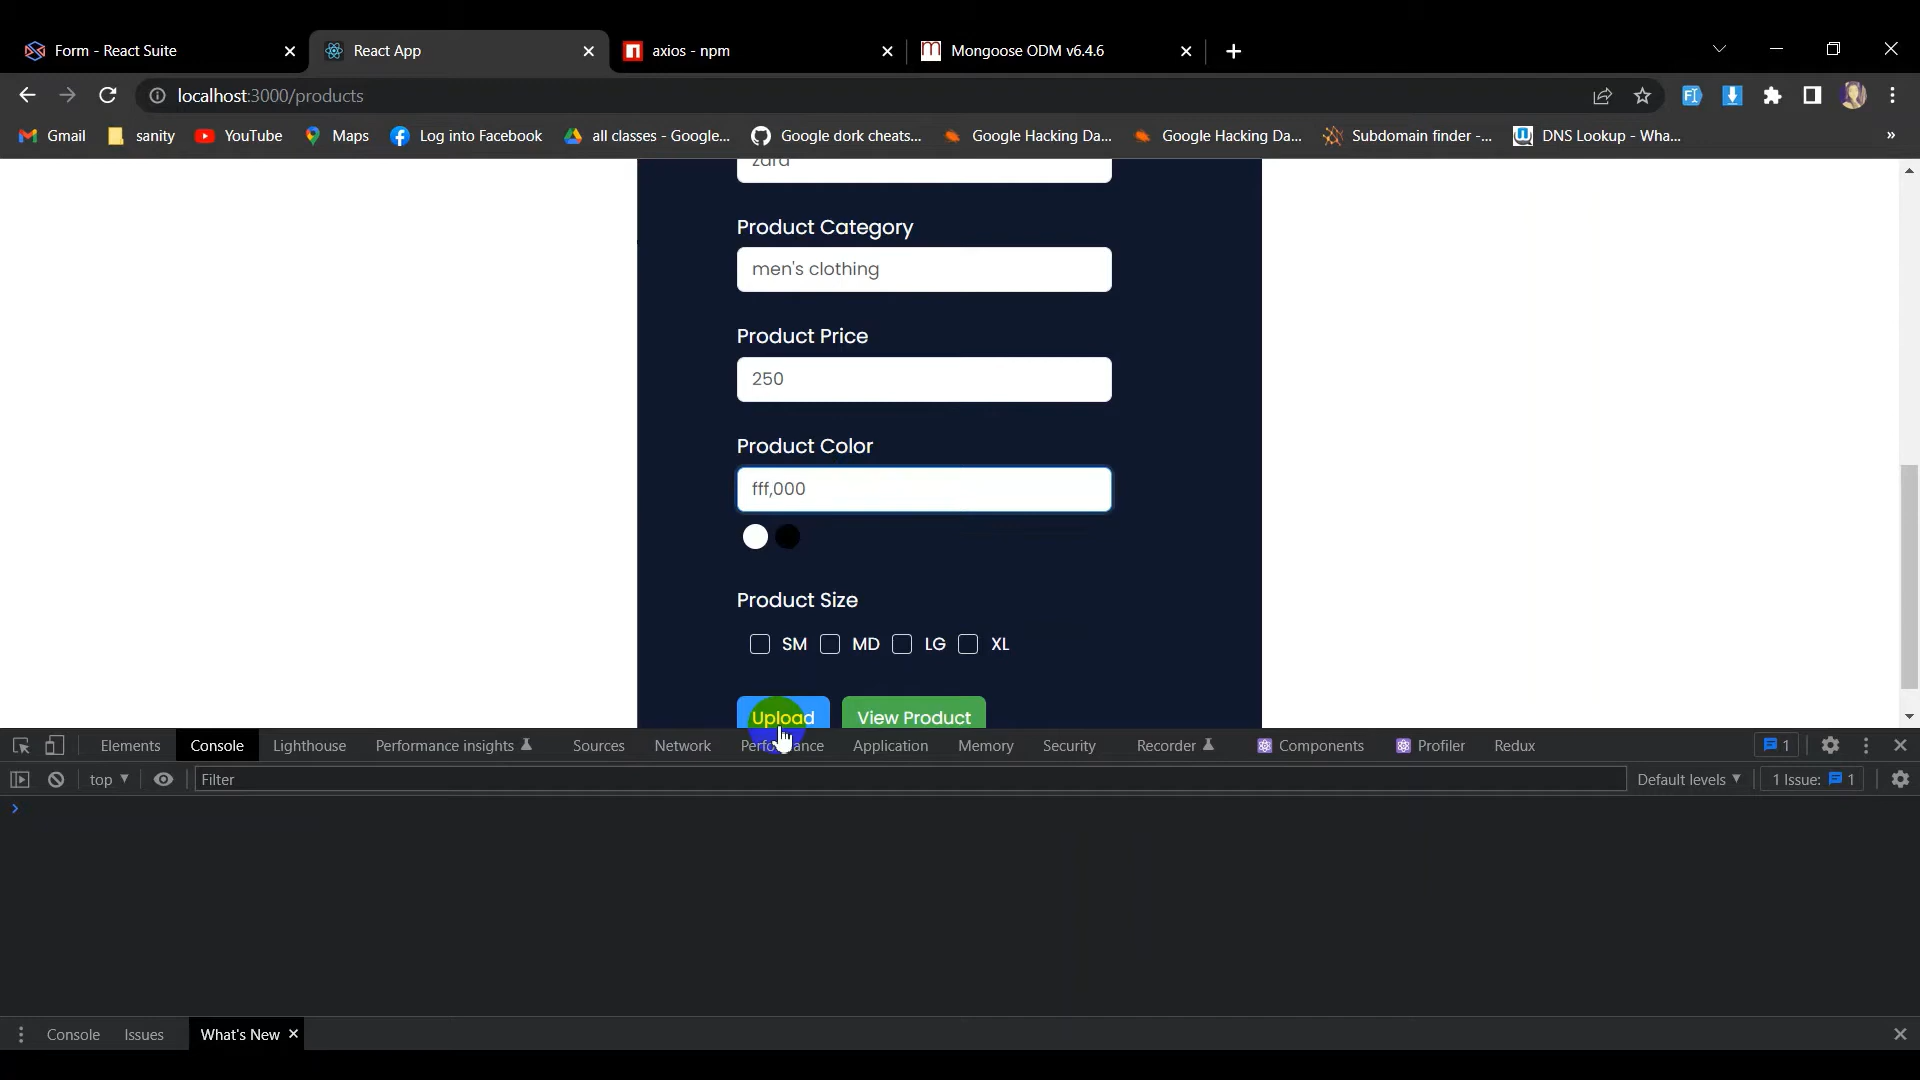 Form - React Suite
React App
axios - npm
Mongoose ODM v6.4.6
localhost:3000/products
Gmail
sanity
YouTube
Maps
Log into Facebook
all classes - Google...
Google dork cheats...
Google Hacking Da...
Google Hacking Da...
Subdomain finder -...
DNS Lookup - Wha...
»
zara
Product Category
men's clothing
Product Price
250
Product Color
fff,000
Product Size
SM MD LG XL
Upload
View Product
Elements
Console
Lighthouse
Performance insights
Sources
Network
Performance
Application
Memory
Security
Recorder
Components
Profiler
Redux
1
top
Filter
Default levels
1 Issue: 1
Console
Issues
What's New